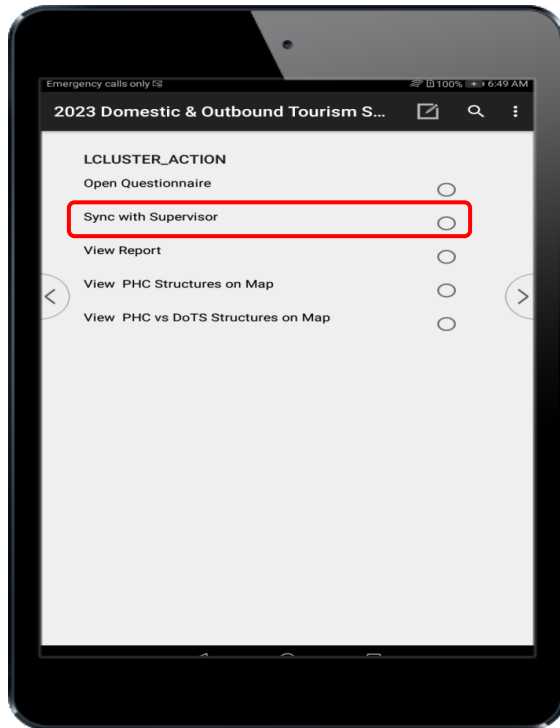 Emergency calls only
100% 6:49 AM
2023 Domestic & Outbound Tourism S...
LCLUSTER_ACTION
Open Questionnaire
Sync with Supervisor
View Report
View PHC Structures on Map
View PHC vs DoTS Structures on Map